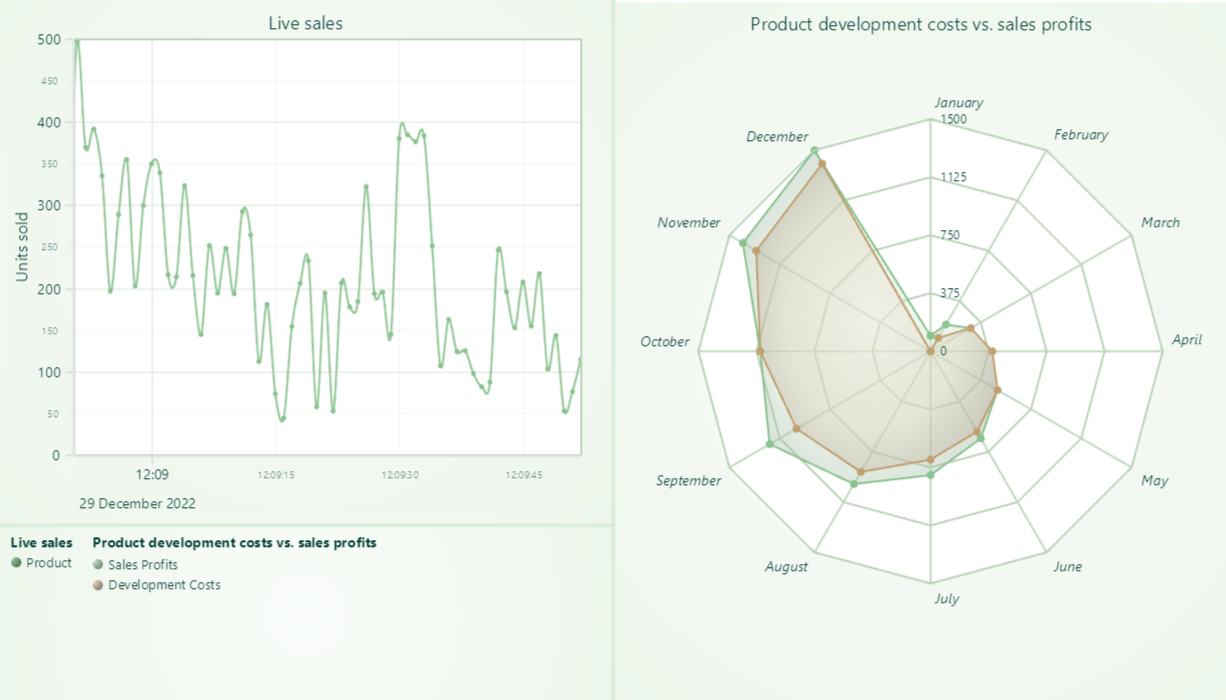 Live sales
Units sold
500
450
400
350
300
250
200
150
100
50
0
12:09
12:09:15
12:09:30
12:09:45
29 December 2022
Live sales
Product
Product development costs vs. sales profits
Sales Profits
Development Costs
Product development costs vs. sales profits
January
February
March
April
May
June
July
August
September
October
November
December
1500
1125
750
375
0